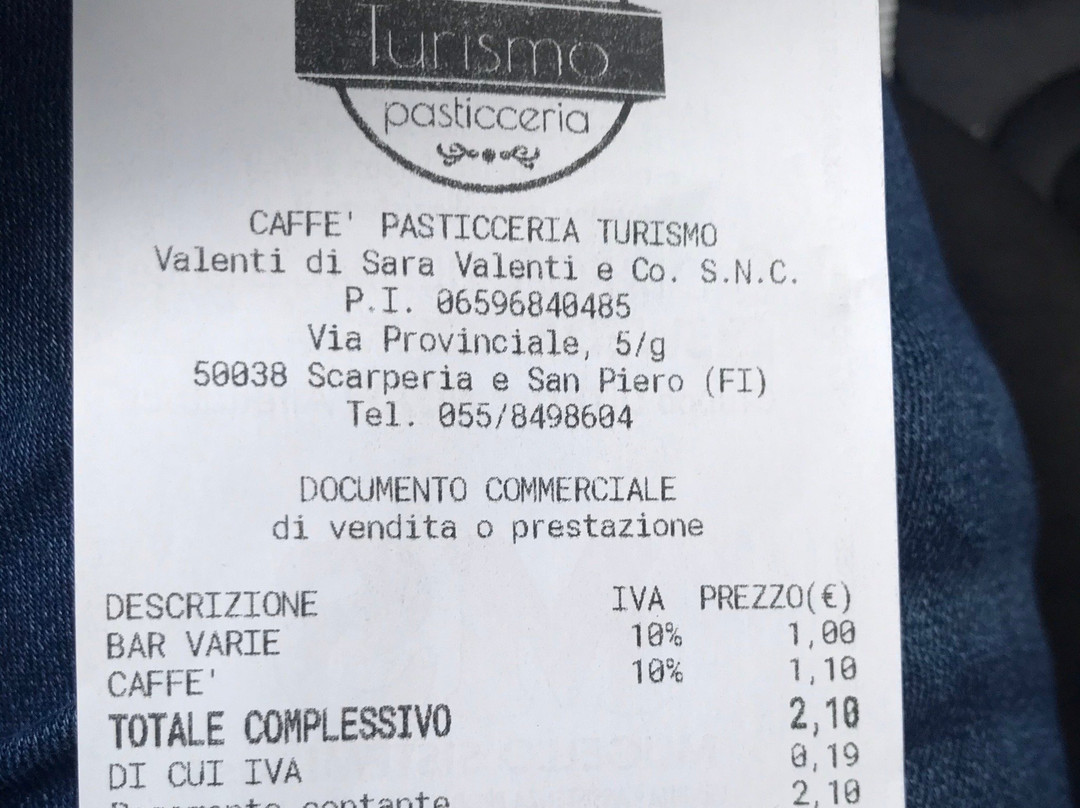 Turismo
pasticceria
CAFFE' PASTICCERIA TURISMO
Valenti di Sara Valenti e Co. S.N.C.
P.I. 06596840485
Via Provinciale, 5/g
50038 Scarperia e San Piero (FI)
Tel. 055/8498604
DOCUMENTO COMMERCIALE
di vendita o prestazione
DESCRIZIONE IVA PREZZO(€)
BAR VARIE 10% 1,00
CAFFE' 10% 1,10
TOTALE COMPLESSIVO 2,10
DI CUI IVA 0,19
Pagamento contante 2,10